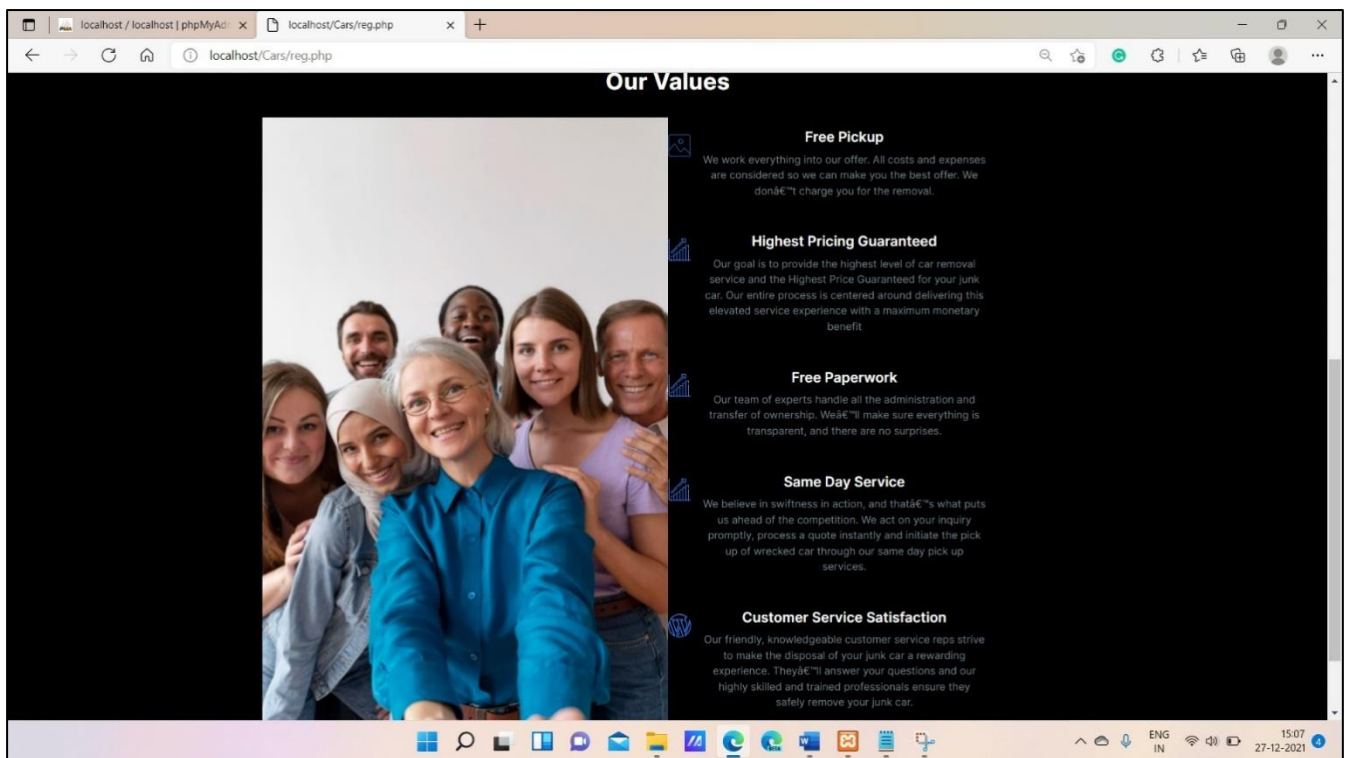 localhost / localhost | phpMyAd
localhost/Cars/reg.php
localhost/Cars/reg.php
Our Values
Free Pickup
We work everything into our offer. All costs and expenses
are considered so we can make you the best offer. We
donâ€™t charge you for the removal.
Highest Pricing Guaranteed
Our goal is to provide the highest level of car removal
service and the Highest Price Guaranteed for your junk
car. Our entire process is centered around delivering this
elevated service experience with a maximum monetary
benefit
Free Paperwork
Our team of experts handle all the administration and
transfer of ownership. Weâ€™ll make sure everything is
transparent, and there are no surprises.
Same Day Service
We believe in swiftness in action, and thatâ€™s what puts
us ahead of the competition. We act on your inquiry
promptly, process a quote instantly and initiate the pick
up of wrecked car through our same day pick up
services.
Customer Service Satisfaction
Our friendly, knowledgeable customer service reps strive
to make the disposal of your junk car a rewarding
experience. Theyâ€™ll answer your questions and our
highly skilled and trained professionals ensure they
safely remove your junk car.
ENG
IN
15:07
27-12-2021
4